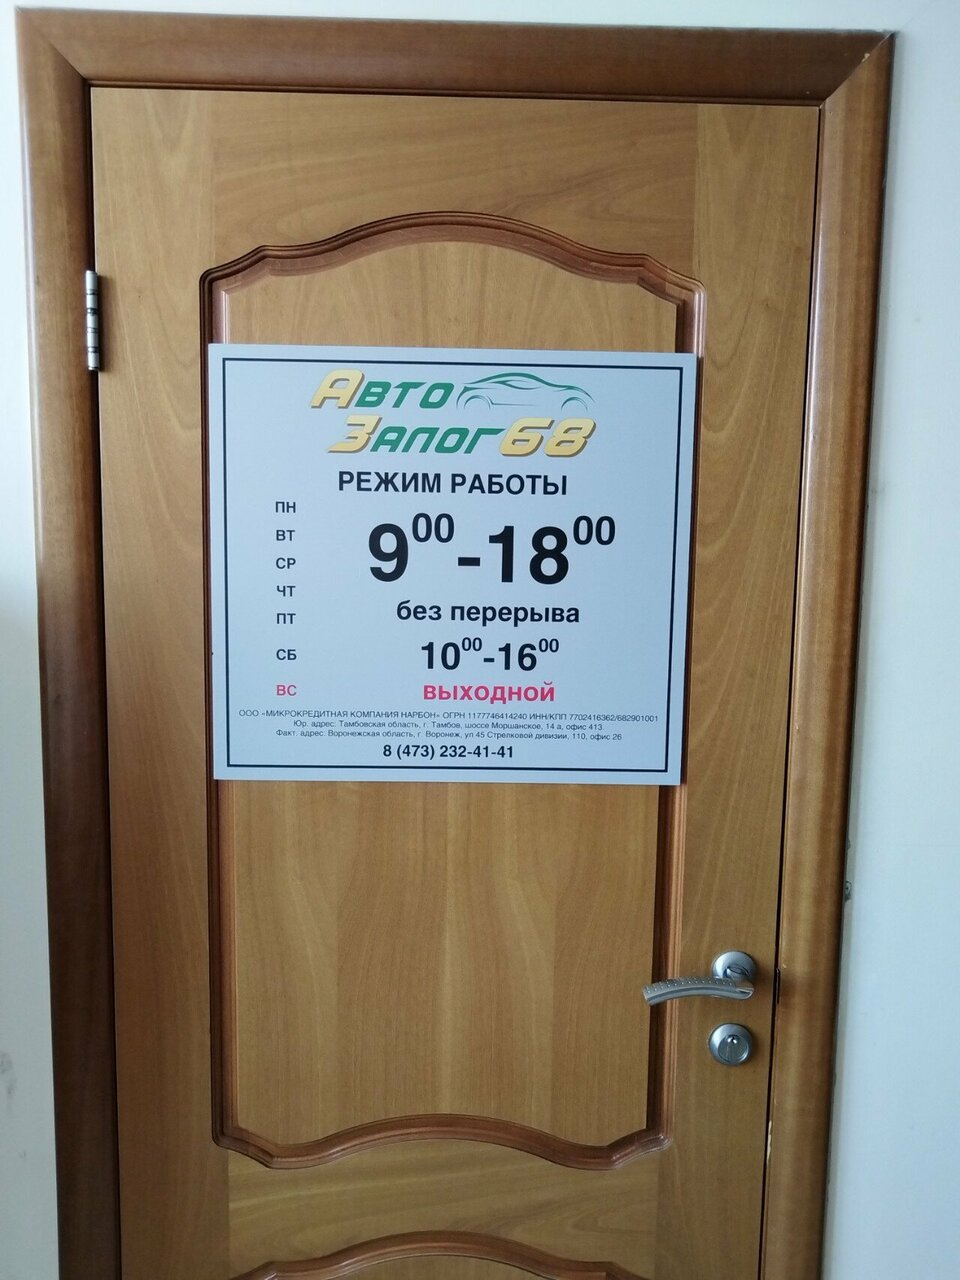 Авто
Залог68
РЕЖИМ РАБОТЫ
ПН
ВТ
9⁰⁰-18⁰⁰
СР
ЧТ
ПТ
без перерыва
СБ
10⁰⁰-16⁰⁰
ВС
ВЫХОДНОЙ
ООО «МИКРОКРЕДИТНАЯ КОМПАНИЯ НАРБОН» ОГРН 1177746414240 ИНН/КПП 7702416362/682901001
Юр. адрес: Тамбовская область, г. Тамбов, шоссе Моршанское, 14 а, офис 413
Факт. адрес: Воронежская область, г. Воронеж, ул 45 Стрелковой дивизии, 110, офис 26
8 (473) 232-41-41